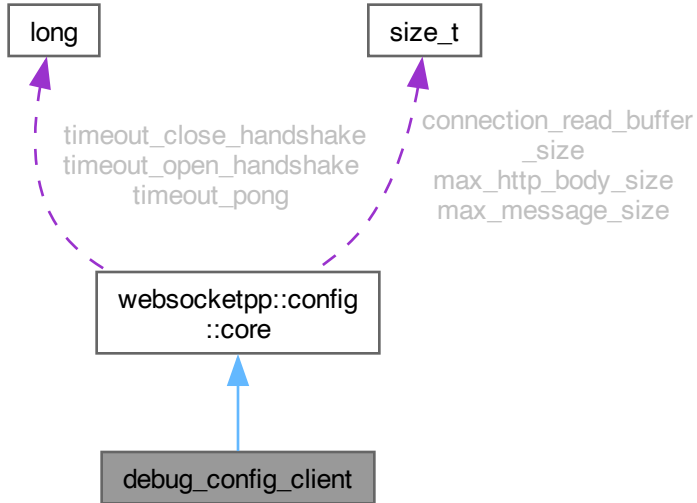 long
size_t
timeout_close_handshake
timeout_open_handshake
timeout_pong
connection_read_buffer
_size
max_http_body_size
max_message_size
websocketpp::config
::core
debug_config_client